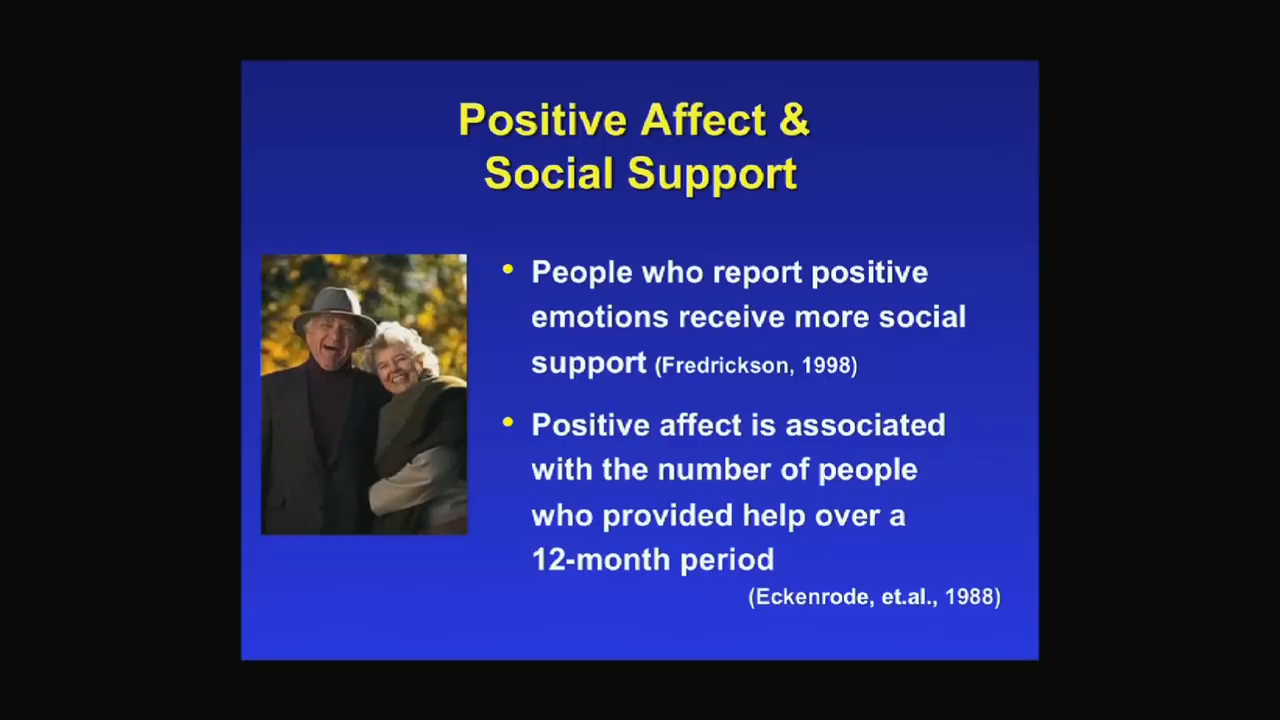 Positive Affect &
Social Support
• People who report positive
emotions receive more social
support (Fredrickson, 1998)
• Positive affect is associated
with the number of people
who provided help over a
12-month period
(Eckenrode, et.al., 1988)